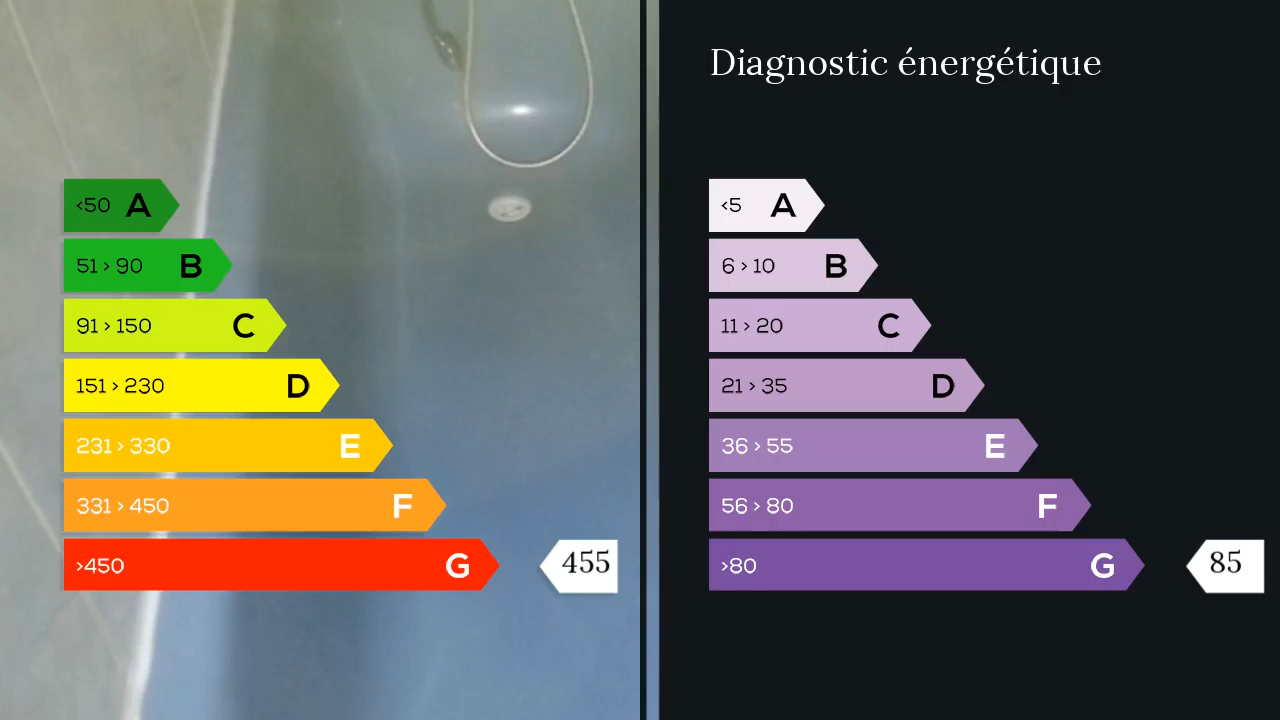 Diagnostic énergétique
<50 A
51 > 90 B
91 > 150 C
151 > 230 D
231 > 330 E
331 > 450 F
>450 G
455
<5 A
6 > 10 B
11 > 20 C
21 > 35 D
36 > 55 E
56 > 80 F
>80 G
85